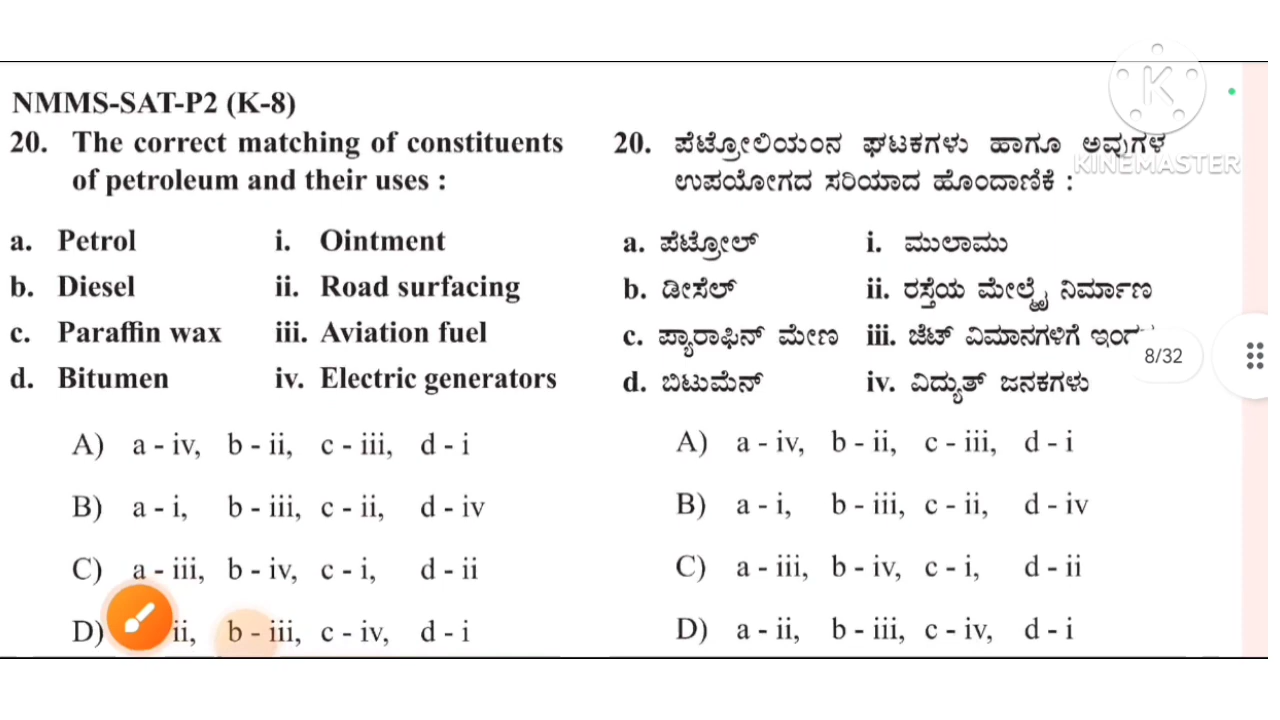 NMMS-SAT-P2 (K-8)
20. The correct matching of constituents
of petroleum and their uses :
a. Petrol i. Ointment
b. Diesel ii. Road surfacing
c. Paraffin wax iii. Aviation fuel
d. Bitumen iv. Electric generators
A) a - iv, b - ii, c - iii, d - i
B) a - i, b - iii, c - ii, d - iv
C) a - iii, b - iv, c - i, d - ii
D) ii, b - iii, c - iv, d - i
K
KINEMASTER
20. ಪೆಟ್ರೋಲಿಯಂನ ಘಟಕಗಳು ಹಾಗೂ ಅವುಗಳ
ಉಪಯೋಗದ ಸರಿಯಾದ ಹೊಂದಾಣಿಕೆ :
a. ಪೆಟ್ರೋಲ್ i. ಮುಲಾಮು
b. ಡೀಸೆಲ್ ii. ರಸ್ತೆಯ ಮೇಲ್ಮೈ ನಿರ್ಮಾಣ
c. ಪ್ಯಾರಾಫಿನ್ ಮೇಣ iii. ಜೆಟ್ ವಿಮಾನಗಳಿಗೆ
8/32
d. ಬಿಟುಮೆನ್ iv. ವಿದ್ಯುತ್ ಜನಕಗಳು
A) a - iv, b - ii, c - iii, d - i
B) a - i, b - iii, c - ii, d - iv
C) a - iii, b - iv, c - i, d - ii
D) a - ii, b - iii, c - iv, d - i